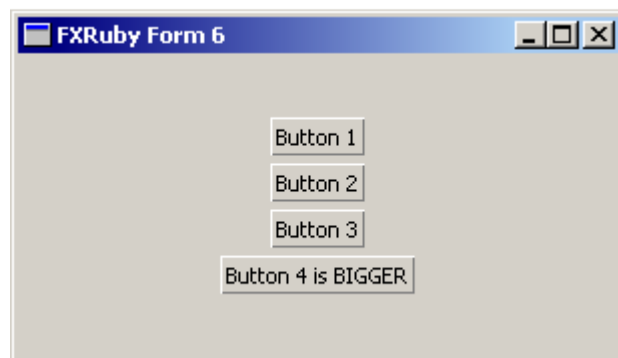 FXRuby Form 6
Button 1
Button 2
Button 3
Button 4 is BIGGER